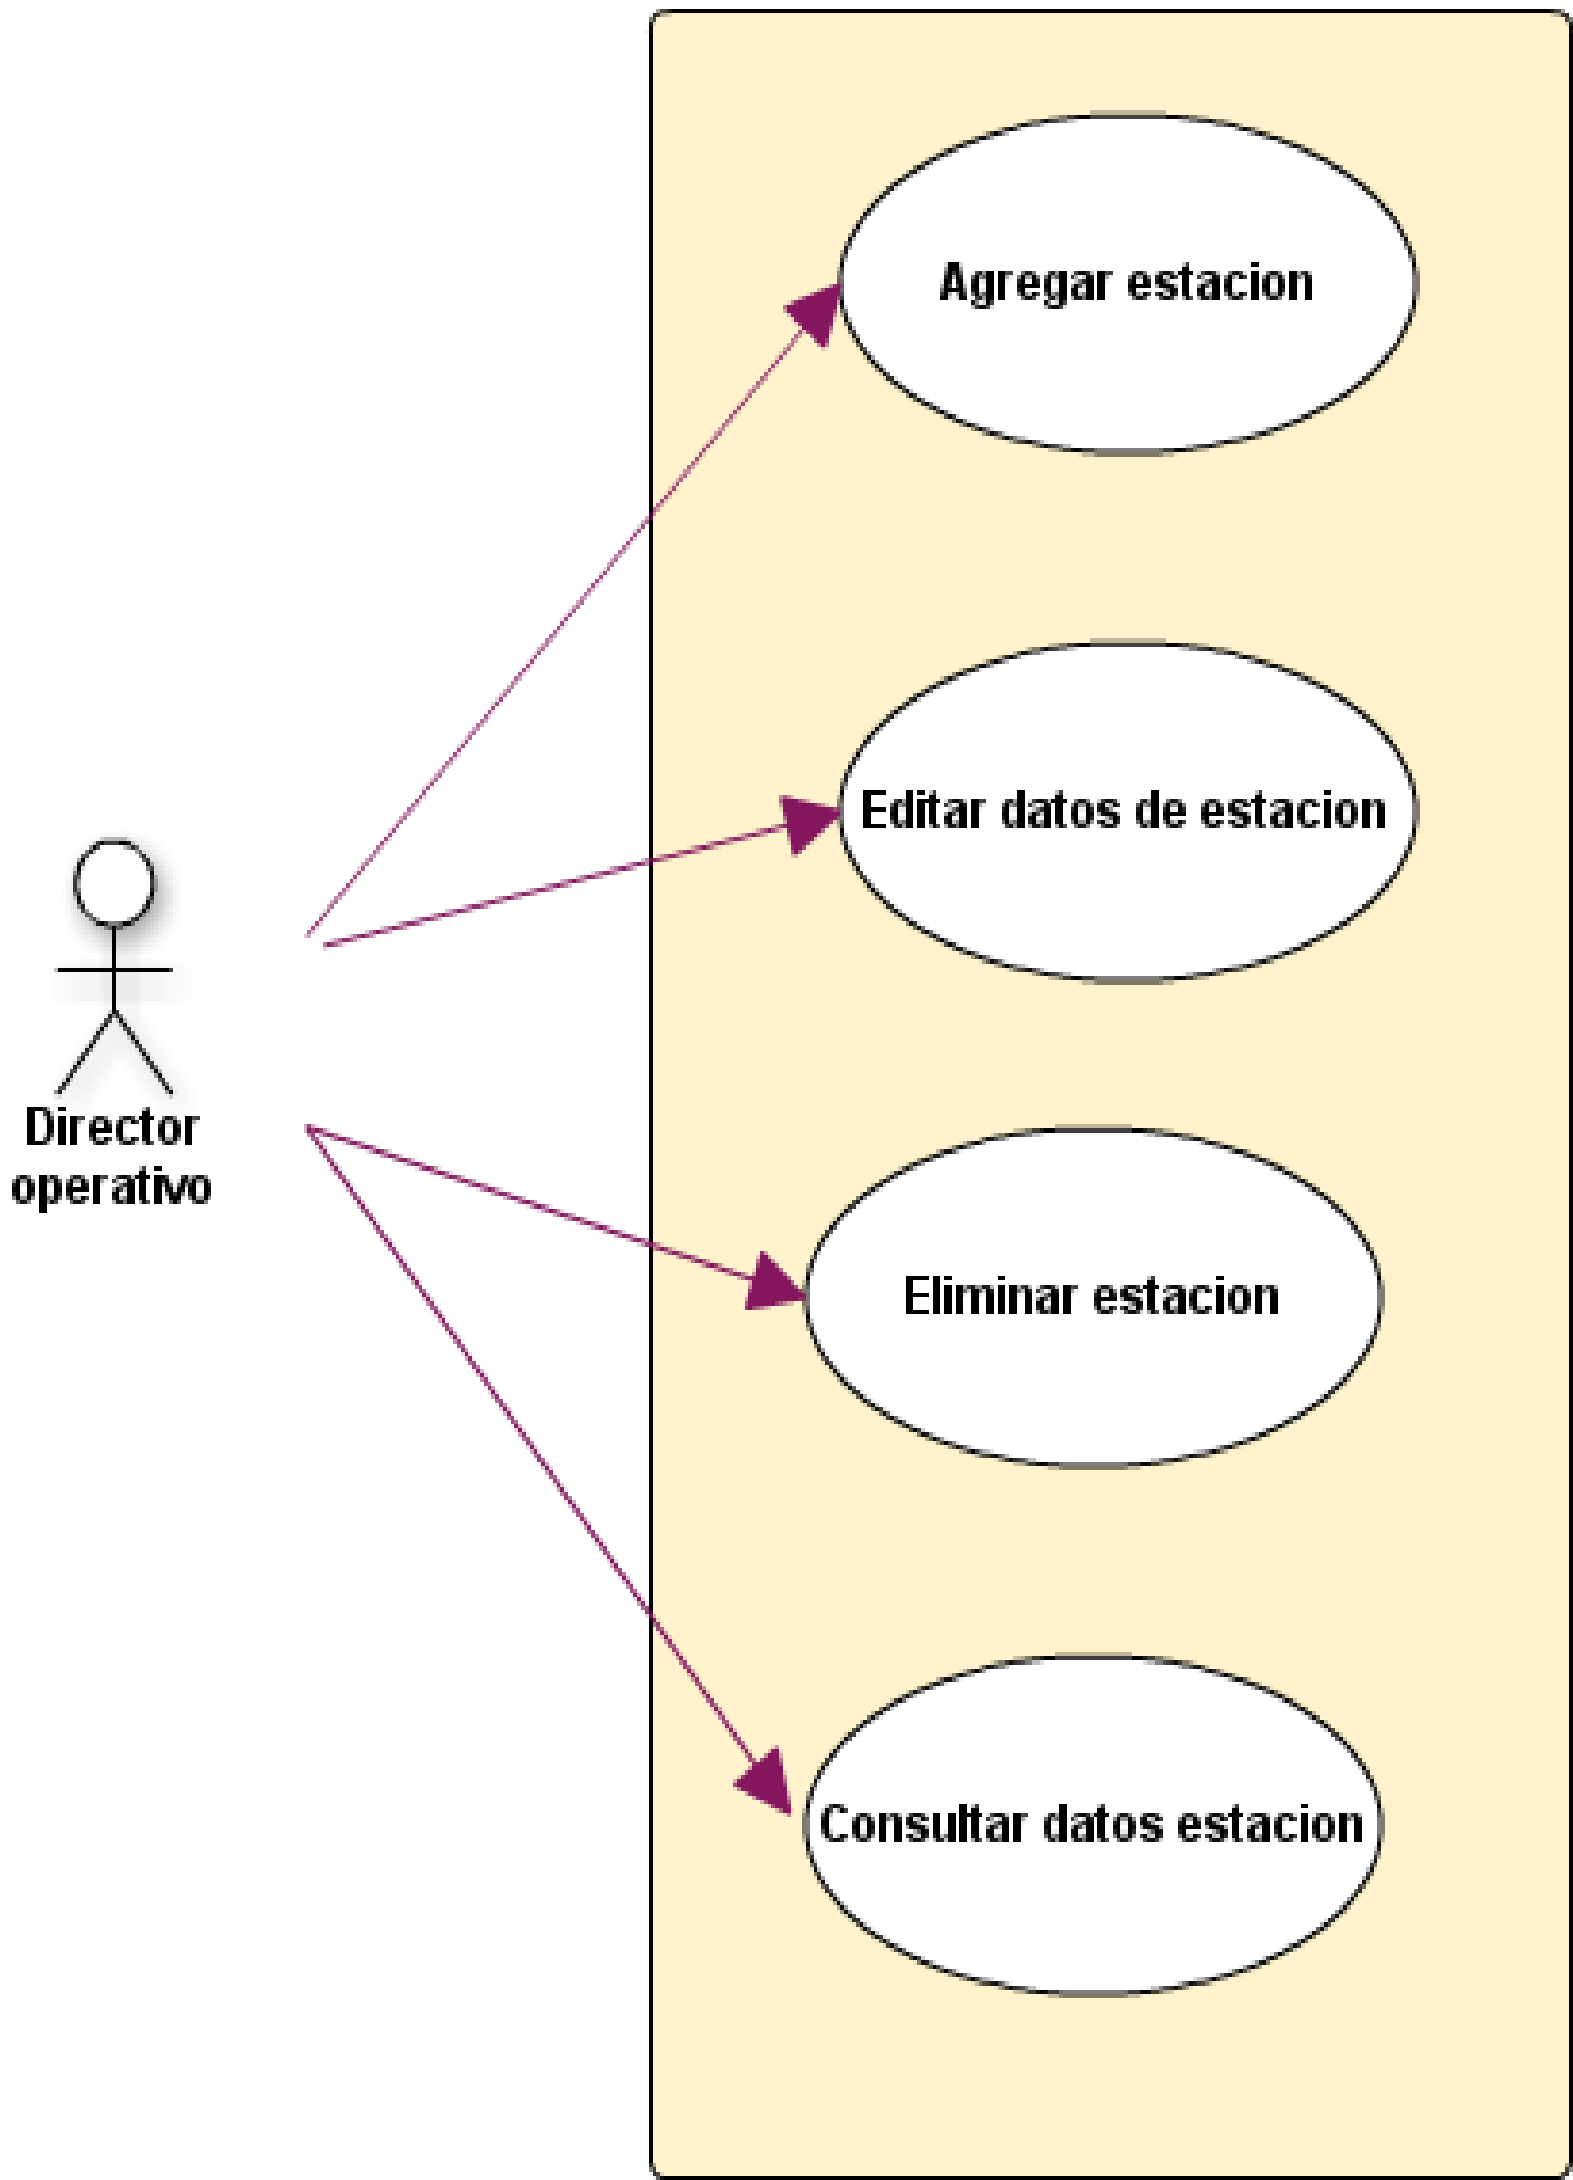 Agregar estacion
Editar datos de estacion
Director
operativo
Eliminar estacion
Consultar datos estacion